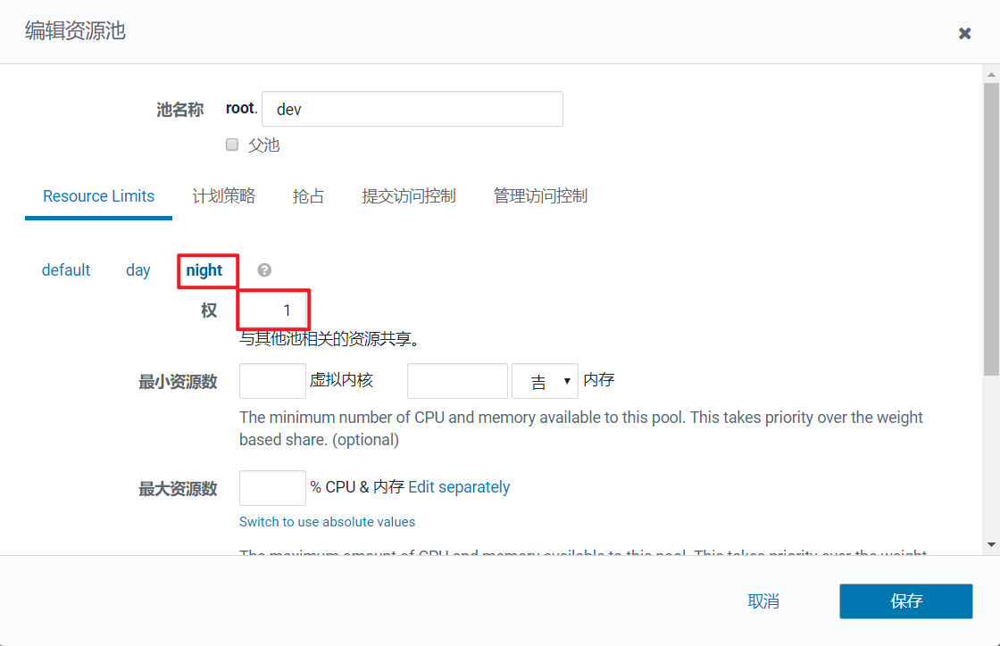 编辑资源池
池名称 root. dev
父池
Resource Limits 计划策略 抢占 提交访问控制 管理访问控制
default day night ?
权 1
与其他池相关的资源共享。
最小资源数 虚拟内核 吉 内存
The minimum number of CPU and memory available to this pool. This takes priority over the weight
based share. (optional)
最大资源数 % CPU & 内存 Edit separately
Switch to use absolute values
The maximum amount of CPU and memory available to this pool. This takes priority over the weight
取消 保存